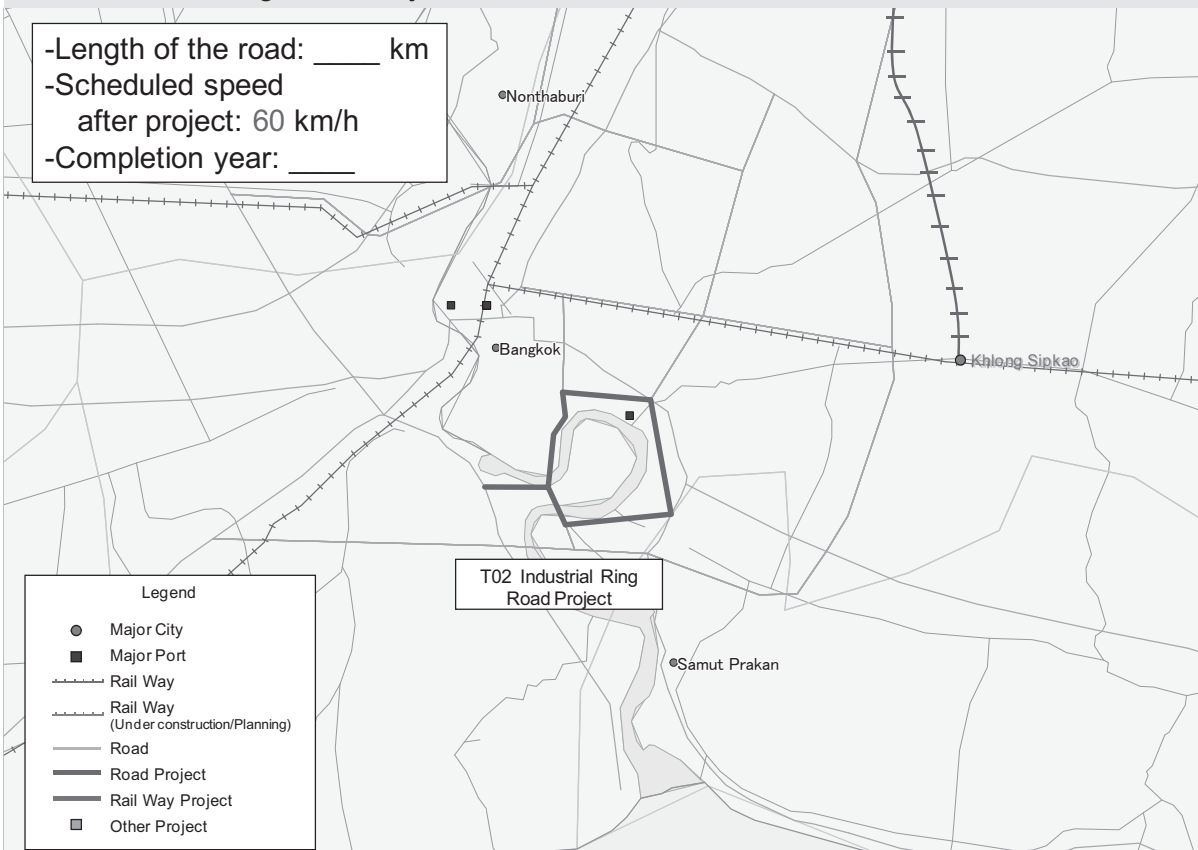 -Length of the road: ____ km
-Scheduled speed
after project: 60 km/h
-Completion year: ____
Nonthaburi
Bangkok
Khlong Sipkao
T02 Industrial Ring
Road Project
Samut Prakan
Legend
Major City
Major Port
Rail Way
Rail Way
(Under construction/Planning)
Road
Road Project
Rail Way Project
Other Project